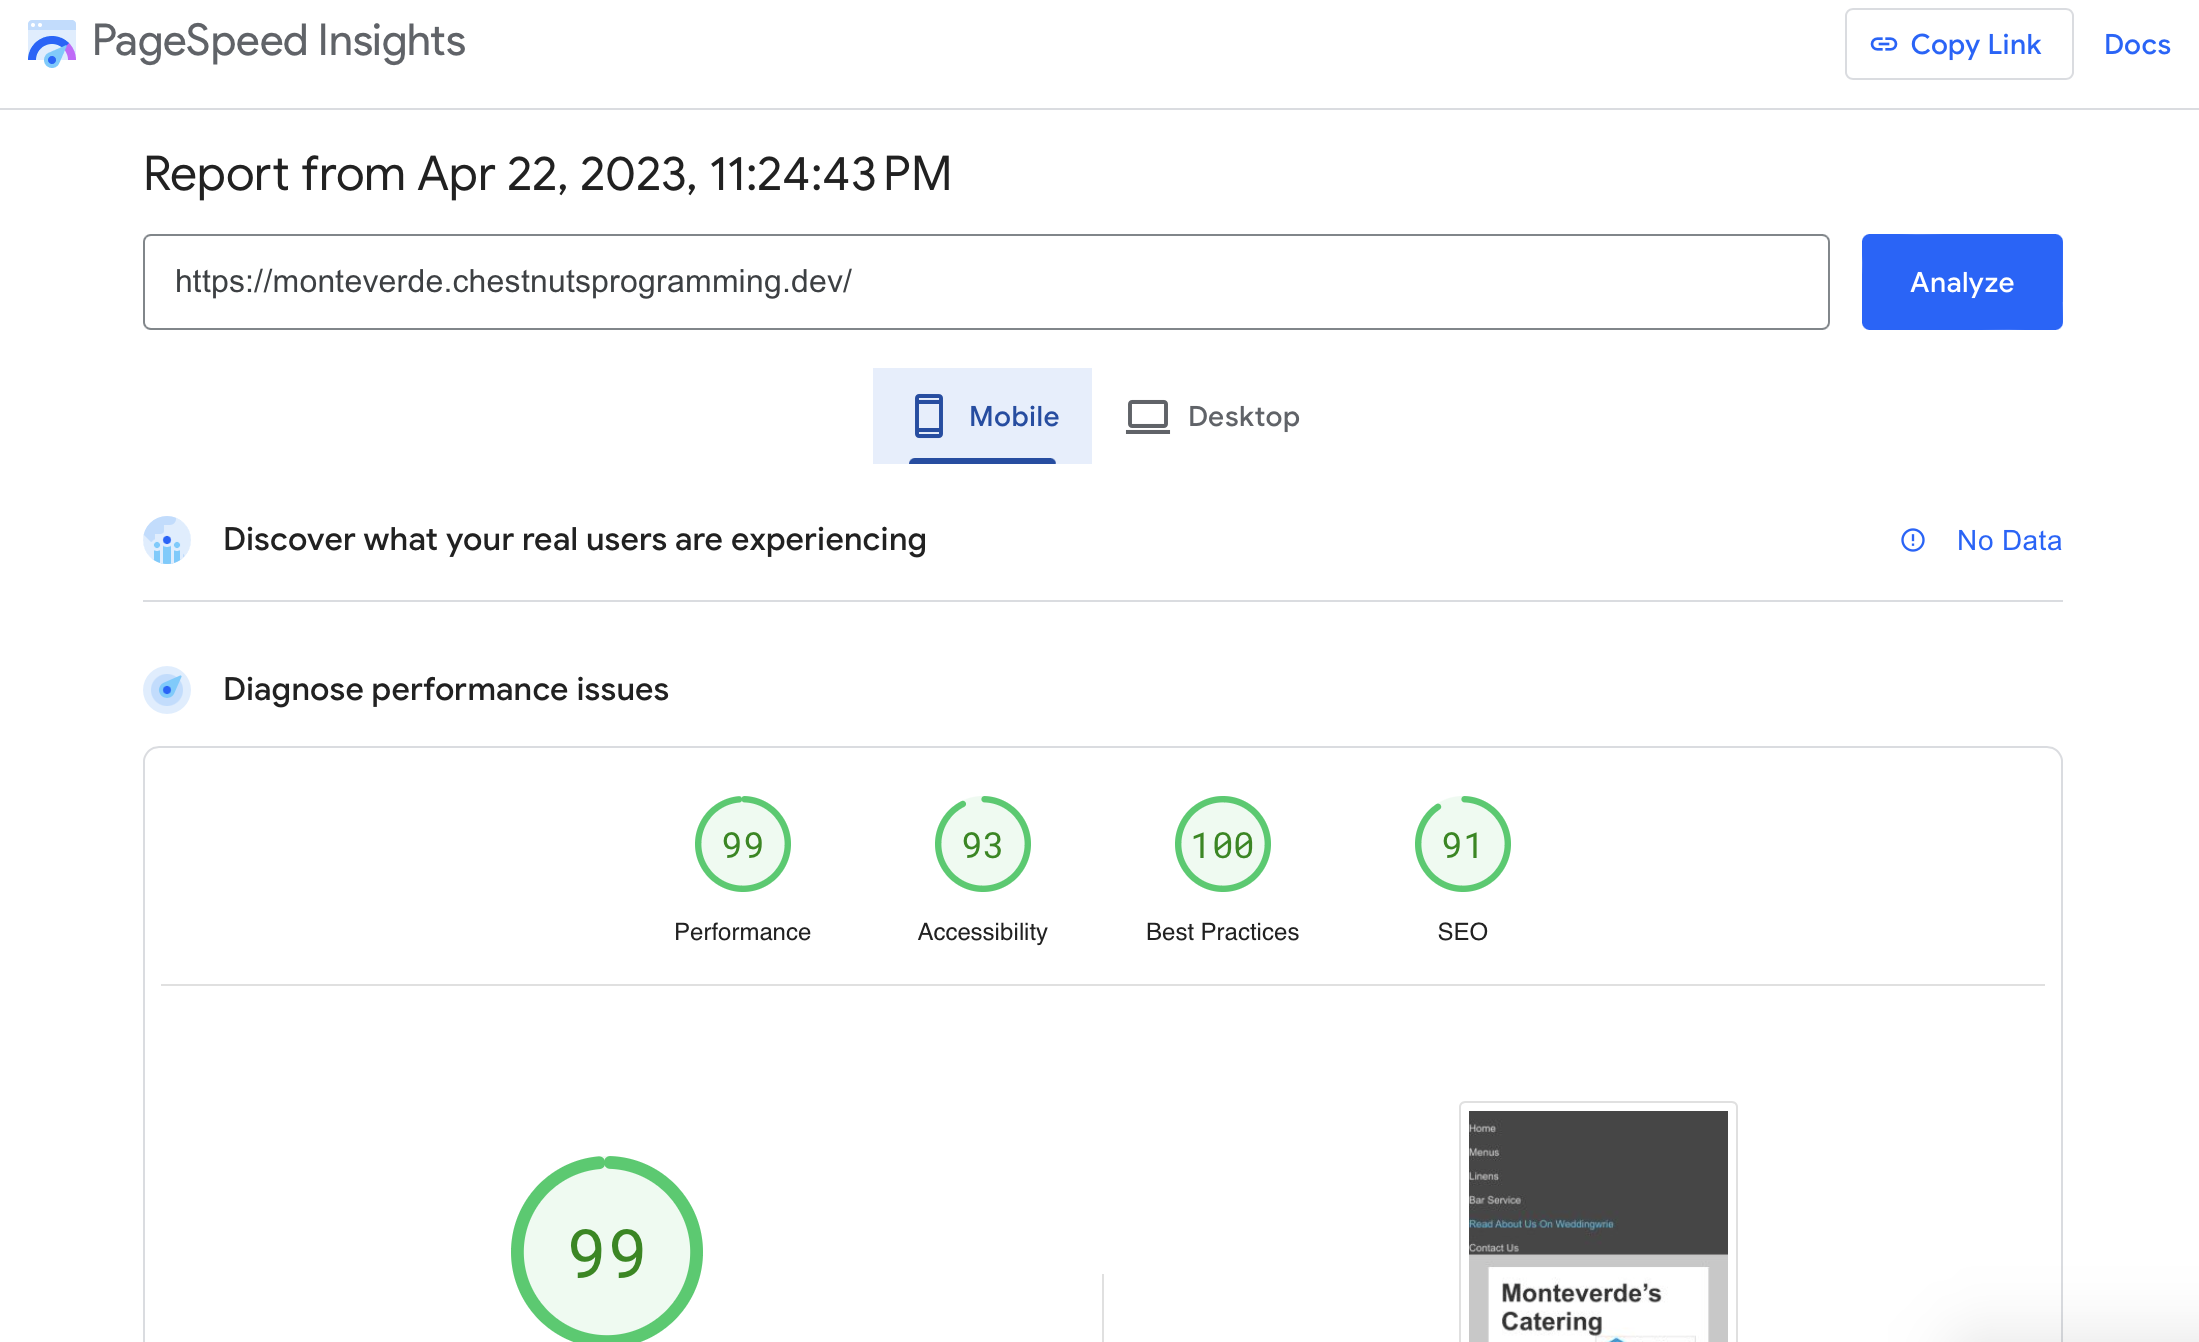 PageSpeed Insights
Copy Link
Docs
Report from Apr 22, 2023, 11:24:43 PM
https://monteverde.chestnutsprogramming.dev/
Analyze
Mobile
Desktop
Discover what your real users are experiencing
No Data
Diagnose performance issues
99
93
100
91
Performance
Accessibility
Best Practices
SEO
99
Home
Menus
Linens
Bar Service
Read About Us On Weddingwrie
Contact Us
Monteverde's
Catering